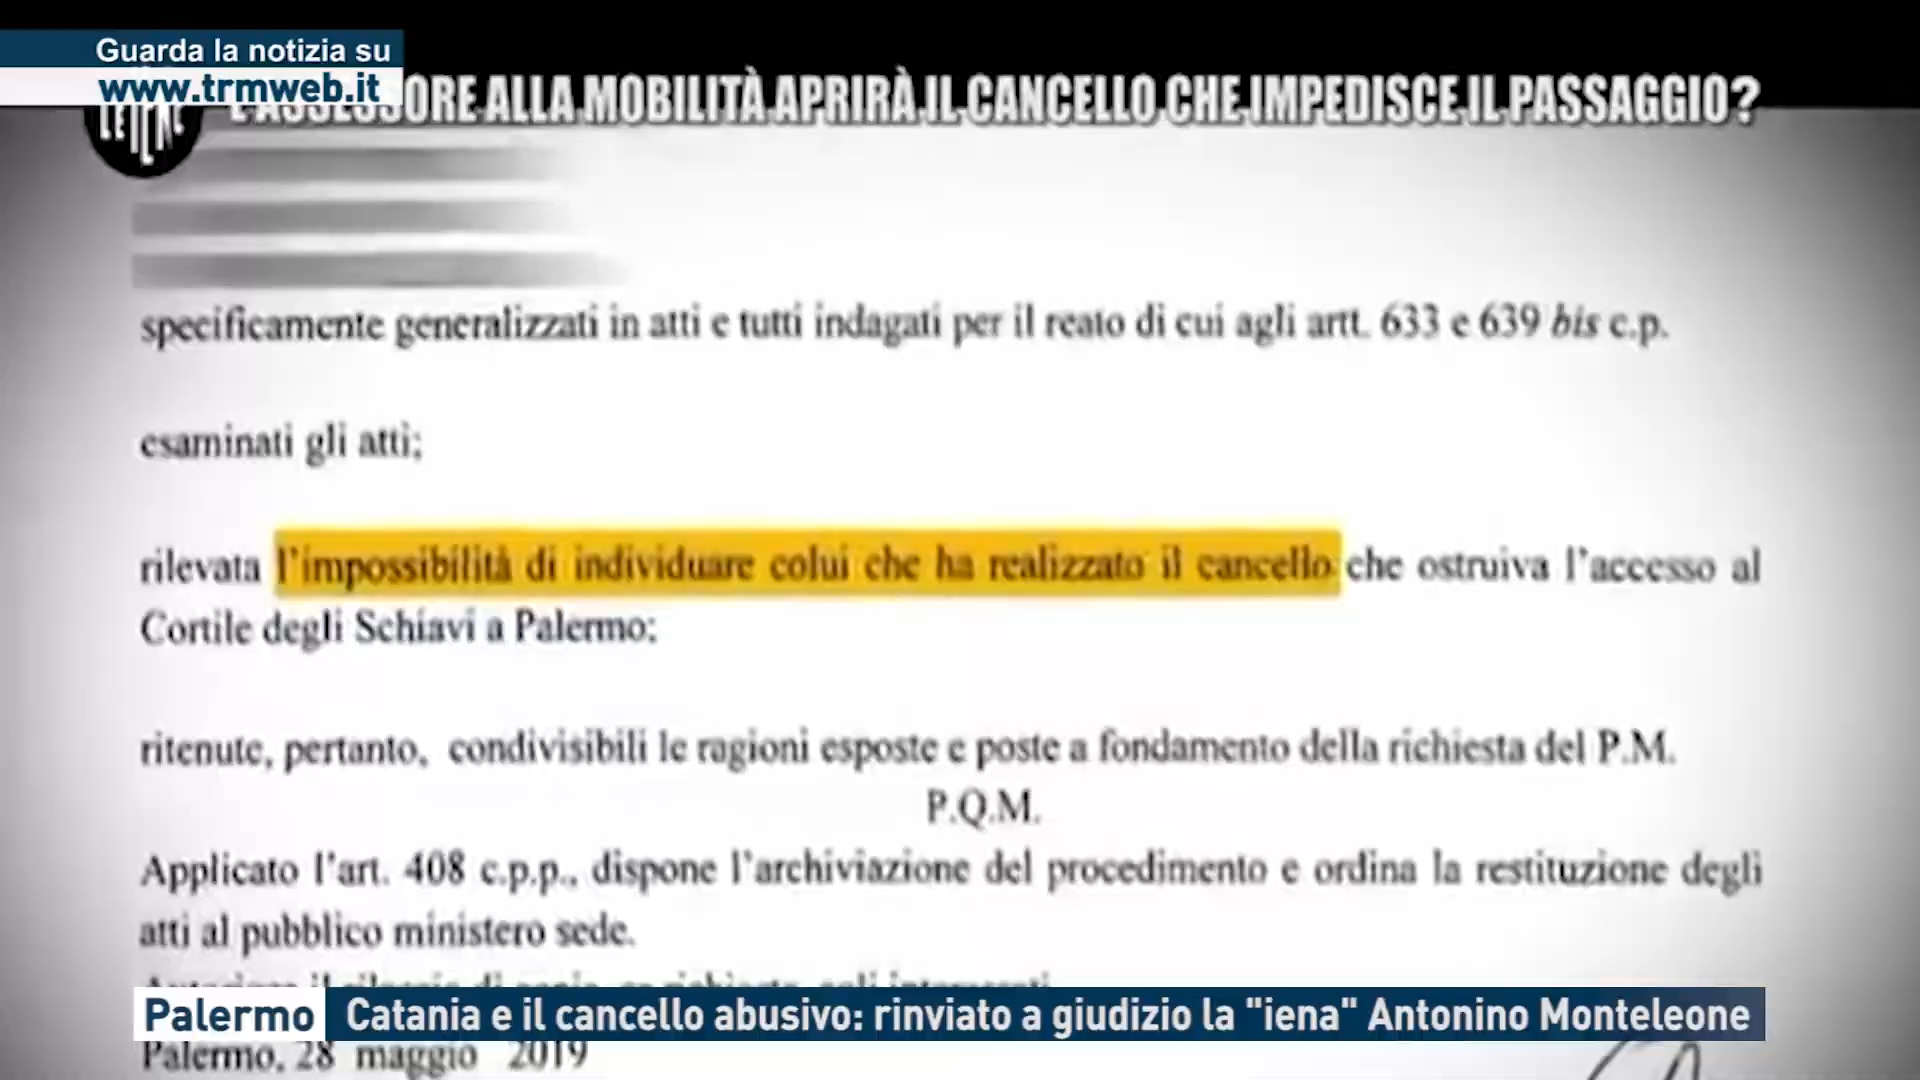 Guarda la notizia su
www.trmweb.it
ORE ALLA MOBILITÀ APRIRÀ IL CANCELLO CHE IMPEDISCE IL PASSAGGIO?
LE IENE
specificamente generalizzati in atti e tutti indagati per il reato di cui agli artt. 633 e 639 bis c.p.
esaminati gli atti;
rilevata l'impossibilità di individuare colui che ha realizzato il cancello che ostruiva l'accesso al
Cortile degli Schiavi a Palermo;
ritenute, pertanto, condivisibili le ragioni esposte e poste a fondamento della richiesta del P.M.
P.Q.M.
Applicato l'art. 408 c.p.p., dispone l'archiviazione del procedimento e ordina la restituzione degli
atti al pubblico ministero sede.
Palermo Catania e il cancello abusivo: rinviato a giudizio la "iena" Antonino Monteleone
Palermo, 28 maggio 2019